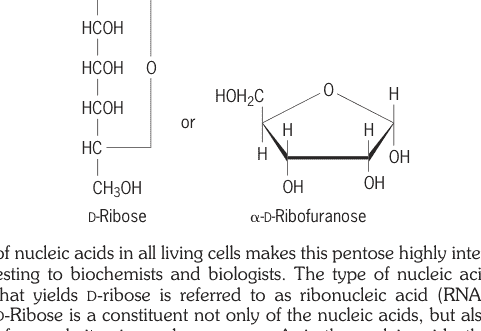 HCOH
HCOH O
HCOH
HC
CH3OH
D-Ribose
or
HOH2C O H
H H
H OH
OH OH
α-D-Ribofuranose
of nucleic acids in all living cells makes this pentose highly inte
esting to biochemists and biologists. The type of nucleic aci
hat yields D-ribose is referred to as ribonucleic acid (RNA
D-Ribose is a constituent not only of the nucleic acids, but als